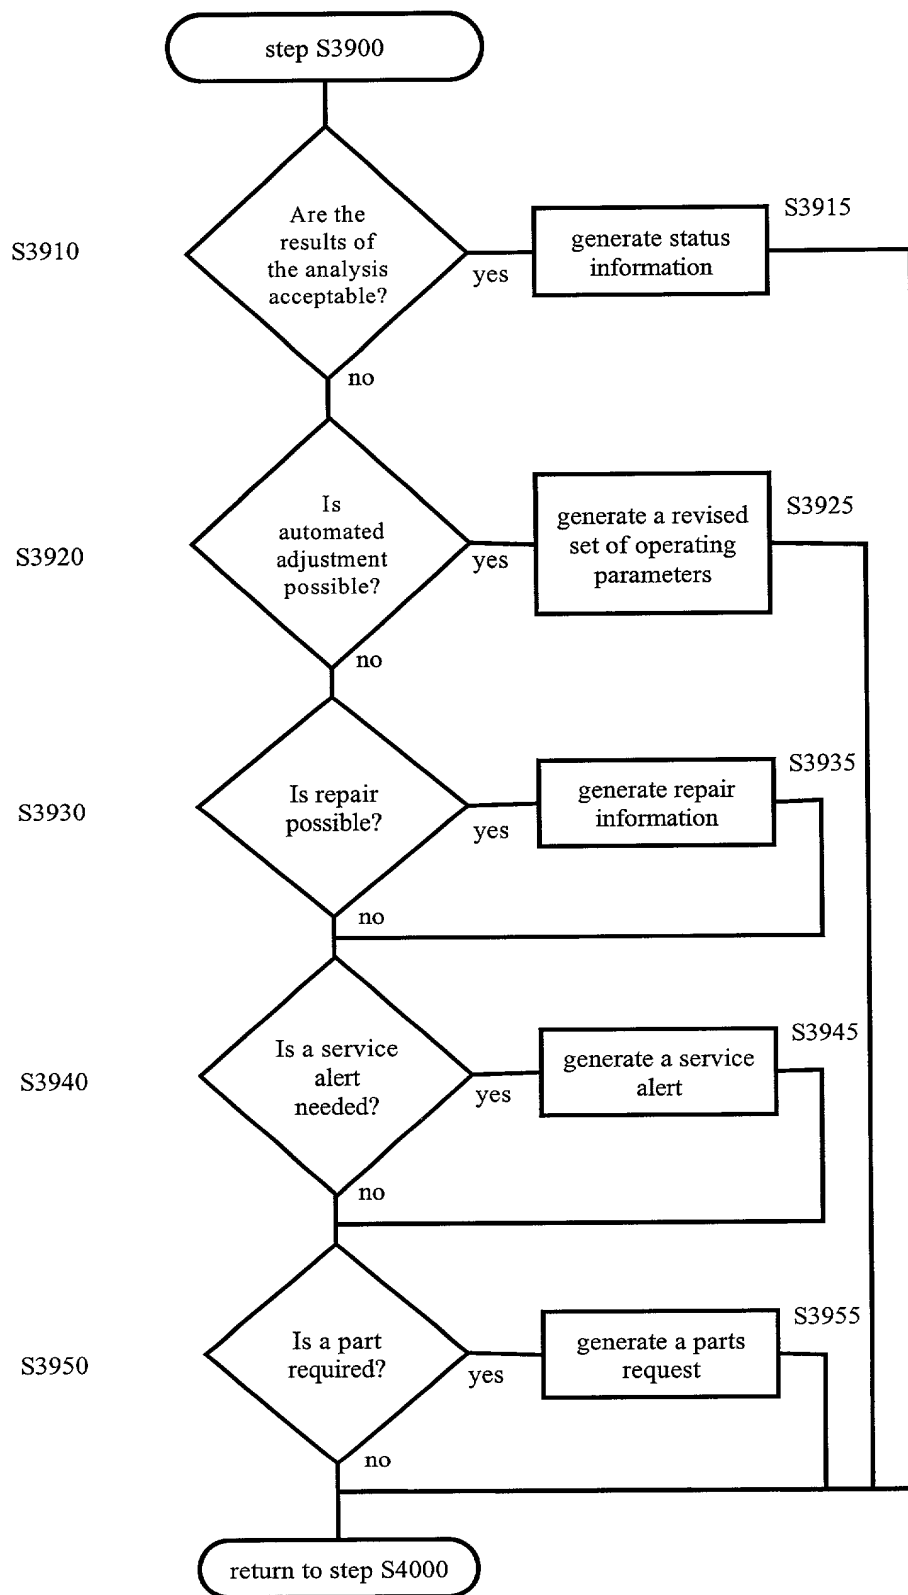 step S3900
S3910
Are the
results of
the analysis
acceptable?
yes
generate status
information
S3915
no
S3920
Is
automated
adjustment
possible?
yes
generate a revised
set of operating
parameters
S3925
no
S3930
Is repair
possible?
yes
generate repair
information
S3935
no
S3940
Is a service
alert
needed?
yes
generate a service
alert
S3945
no
S3950
Is a part
required?
yes
generate a parts
request
S3955
no
return to step S4000